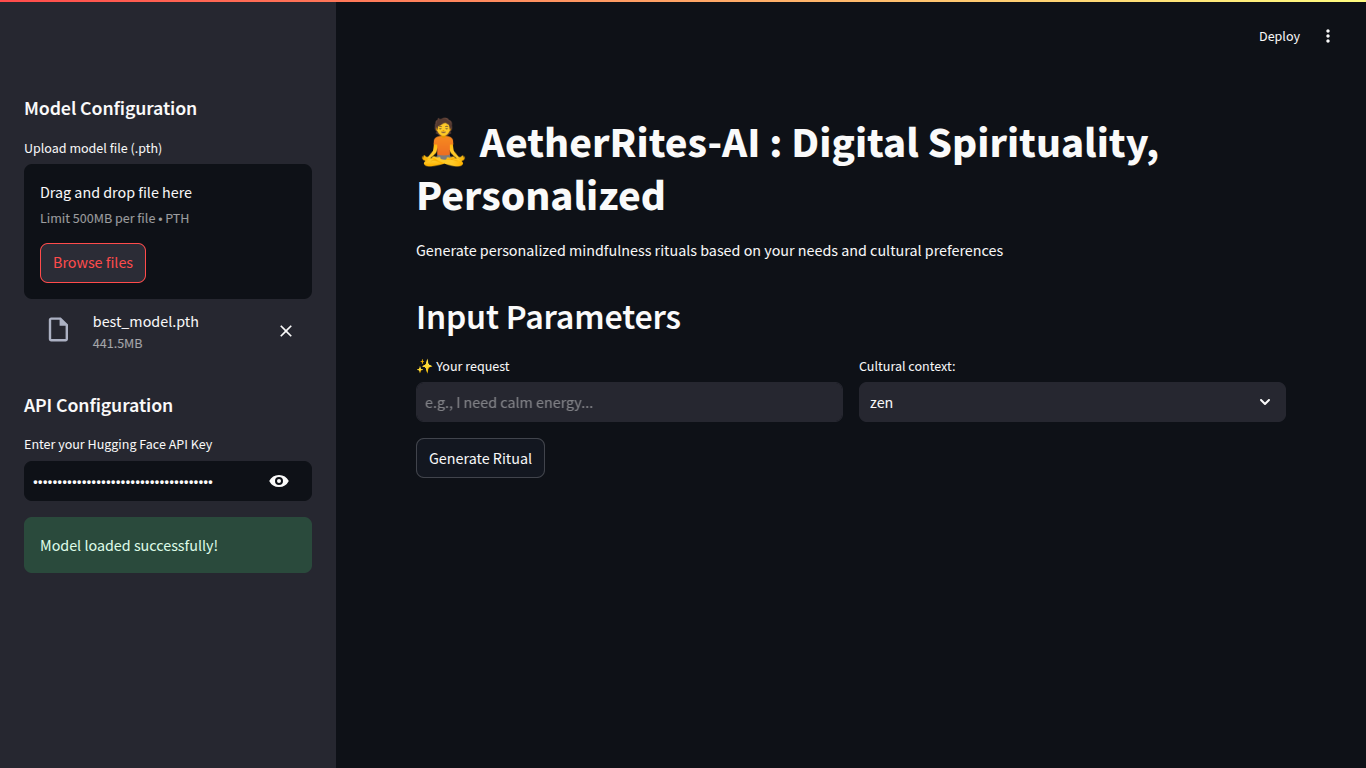 Deploy
Model Configuration
Upload model file (.pth)
Drag and drop file here
Limit 500MB per file • PTH
Browse files
best_model.pth
441.5MB
API Configuration
Enter your Hugging Face API Key
Model loaded successfully!
🧘 AetherRites-AI : Digital Spirituality,
Personalized
Generate personalized mindfulness rituals based on your needs and cultural preferences
Input Parameters
✨ Your request
e.g., I need calm energy...
Cultural context:
zen
Generate Ritual